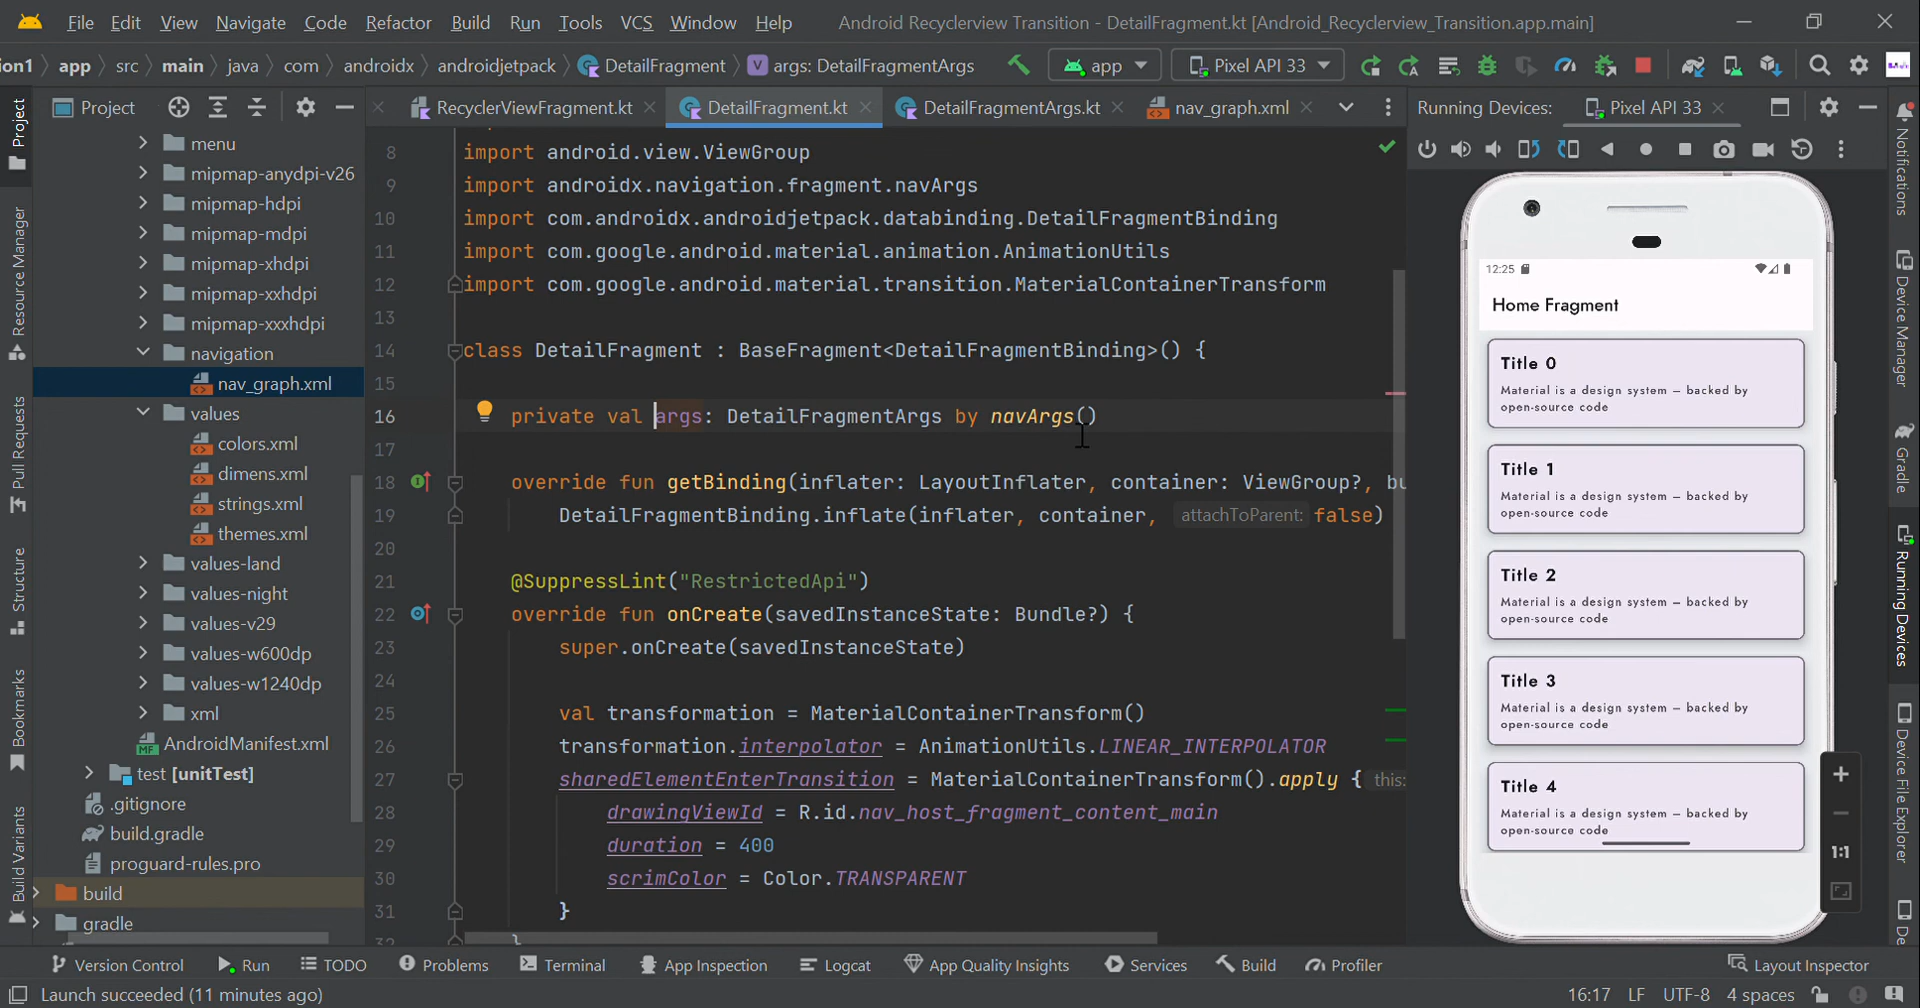 File Edit View Navigate Code Refactor Build Run Tools VCS Window Help Android Recyclerview Transition - DetailFragment.kt [Android_Recyclerview_Transition.app.main]
ion1 app src main java com androidx androidjetpack DetailFragment V args: DetailFragmentArgs app Pixel API 33
Project
RecyclerViewFragment.kt DetailFragment.kt DetailFragmentArgs.kt nav_graph.xml
Running Devices: Pixel API 33
Project
Resource Manager
Pull Requests
Structure
Bookmarks
Build Variants
menu
mipmap-anydpi-v26
mipmap-hdpi
mipmap-mdpi
mipmap-xhdpi
mipmap-xxhdpi
mipmap-xxxhdpi
navigation
nav_graph.xml
values
colors.xml
dimens.xml
strings.xml
themes.xml
values-land
values-night
values-v29
values-w600dp
values-w1240dp
xml
MF AndroidManifest.xml
test [unitTest]
.gitignore
build.gradle
proguard-rules.pro
build
gradle
8 import android.view.ViewGroup
9 import androidx.navigation.fragment.navArgs
10 import com.androidx.androidjetpack.databinding.DetailFragmentBinding
11 import com.google.android.material.animation.AnimationUtils
12 import com.google.android.material.transition.MaterialContainerTransform
13
14 class DetailFragment : BaseFragment<DetailFragmentBinding>() {
15
16 private val args: DetailFragmentArgs by navArgs()
17
18 override fun getBinding(inflater: LayoutInflater, container: ViewGroup?, bu
19 DetailFragmentBinding.inflate(inflater, container, attachToParent: false)
20
21 @SuppressLint("RestrictedApi")
22 override fun onCreate(savedInstanceState: Bundle?) {
23 super.onCreate(savedInstanceState)
24
25 val transformation = MaterialContainerTransform()
26 transformation.interpolator = AnimationUtils.LINEAR_INTERPOLATOR
27 sharedElementEnterTransition = MaterialContainerTransform().apply { this:
28 drawingViewId = R.id.nav_host_fragment_content_main
29 duration = 400
30 scrimColor = Color.TRANSPARENT
31 }
32 }
12:25
Home Fragment
Title 0
Material is a design system – backed by
open-source code
Title 1
Material is a design system – backed by
open-source code
Title 2
Material is a design system – backed by
open-source code
Title 3
Material is a design system – backed by
open-source code
Title 4
Material is a design system – backed by
open-source code
1:1
Notifications
Device Manager
Gradle
Running Devices
Device File Explorer
De
Version Control Run TODO Problems Terminal App Inspection Logcat App Quality Insights Services Build Profiler Layout Inspector
Launch succeeded (11 minutes ago) 16:17 LF UTF-8 4 spaces